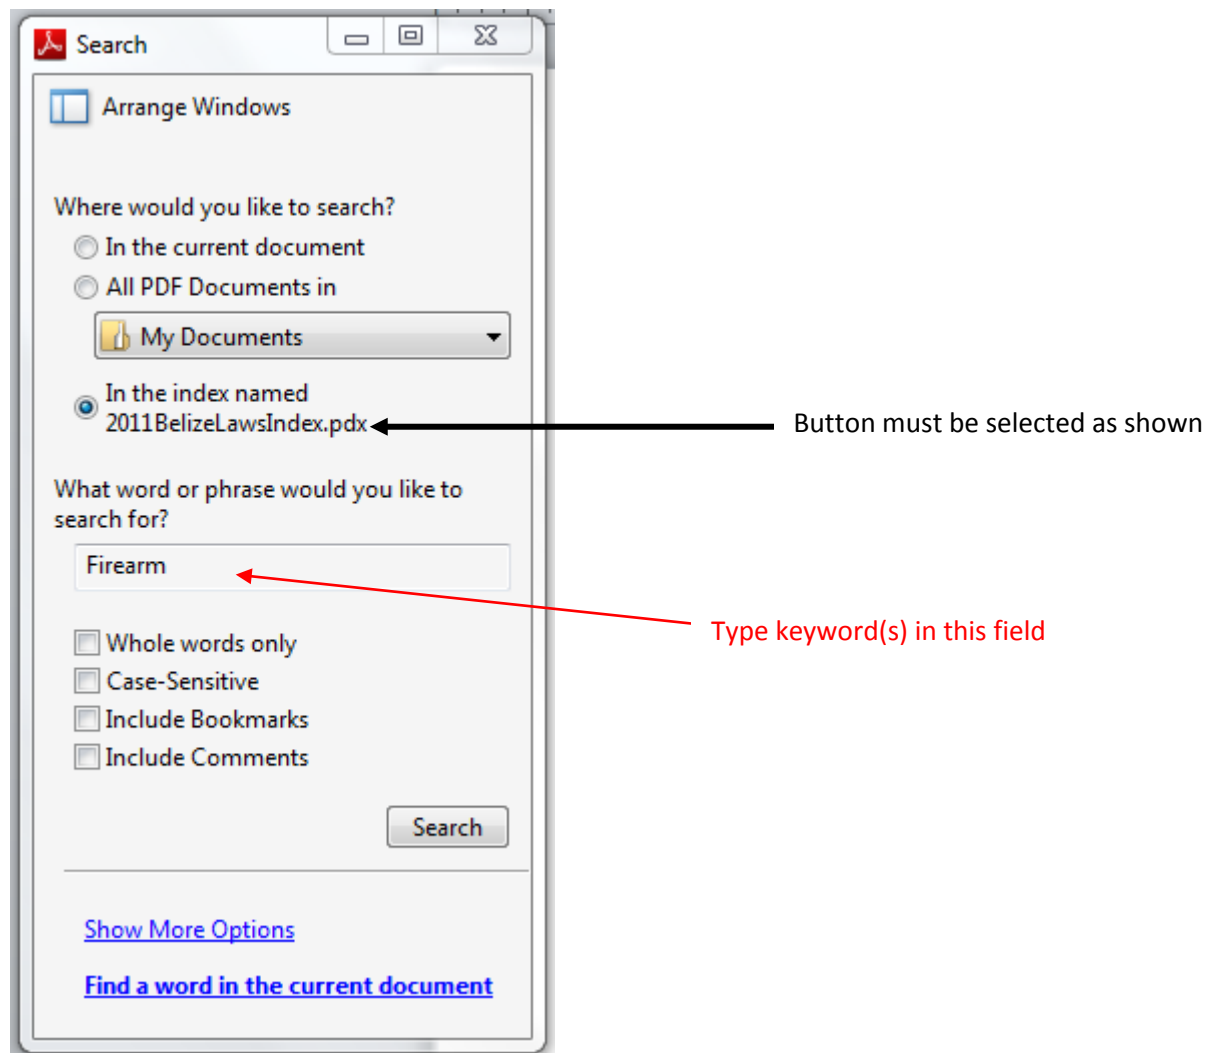 Search
Arrange Windows
Where would you like to search?
In the current document
All PDF Documents in
My Documents
In the index named
2011BelizeLawsIndex.pdx
Button must be selected as shown
What word or phrase would you like to
search for?
Firearm
Type keyword(s) in this field
Whole words only
Case-Sensitive
Include Bookmarks
Include Comments
Search
Show More Options
Find a word in the current document